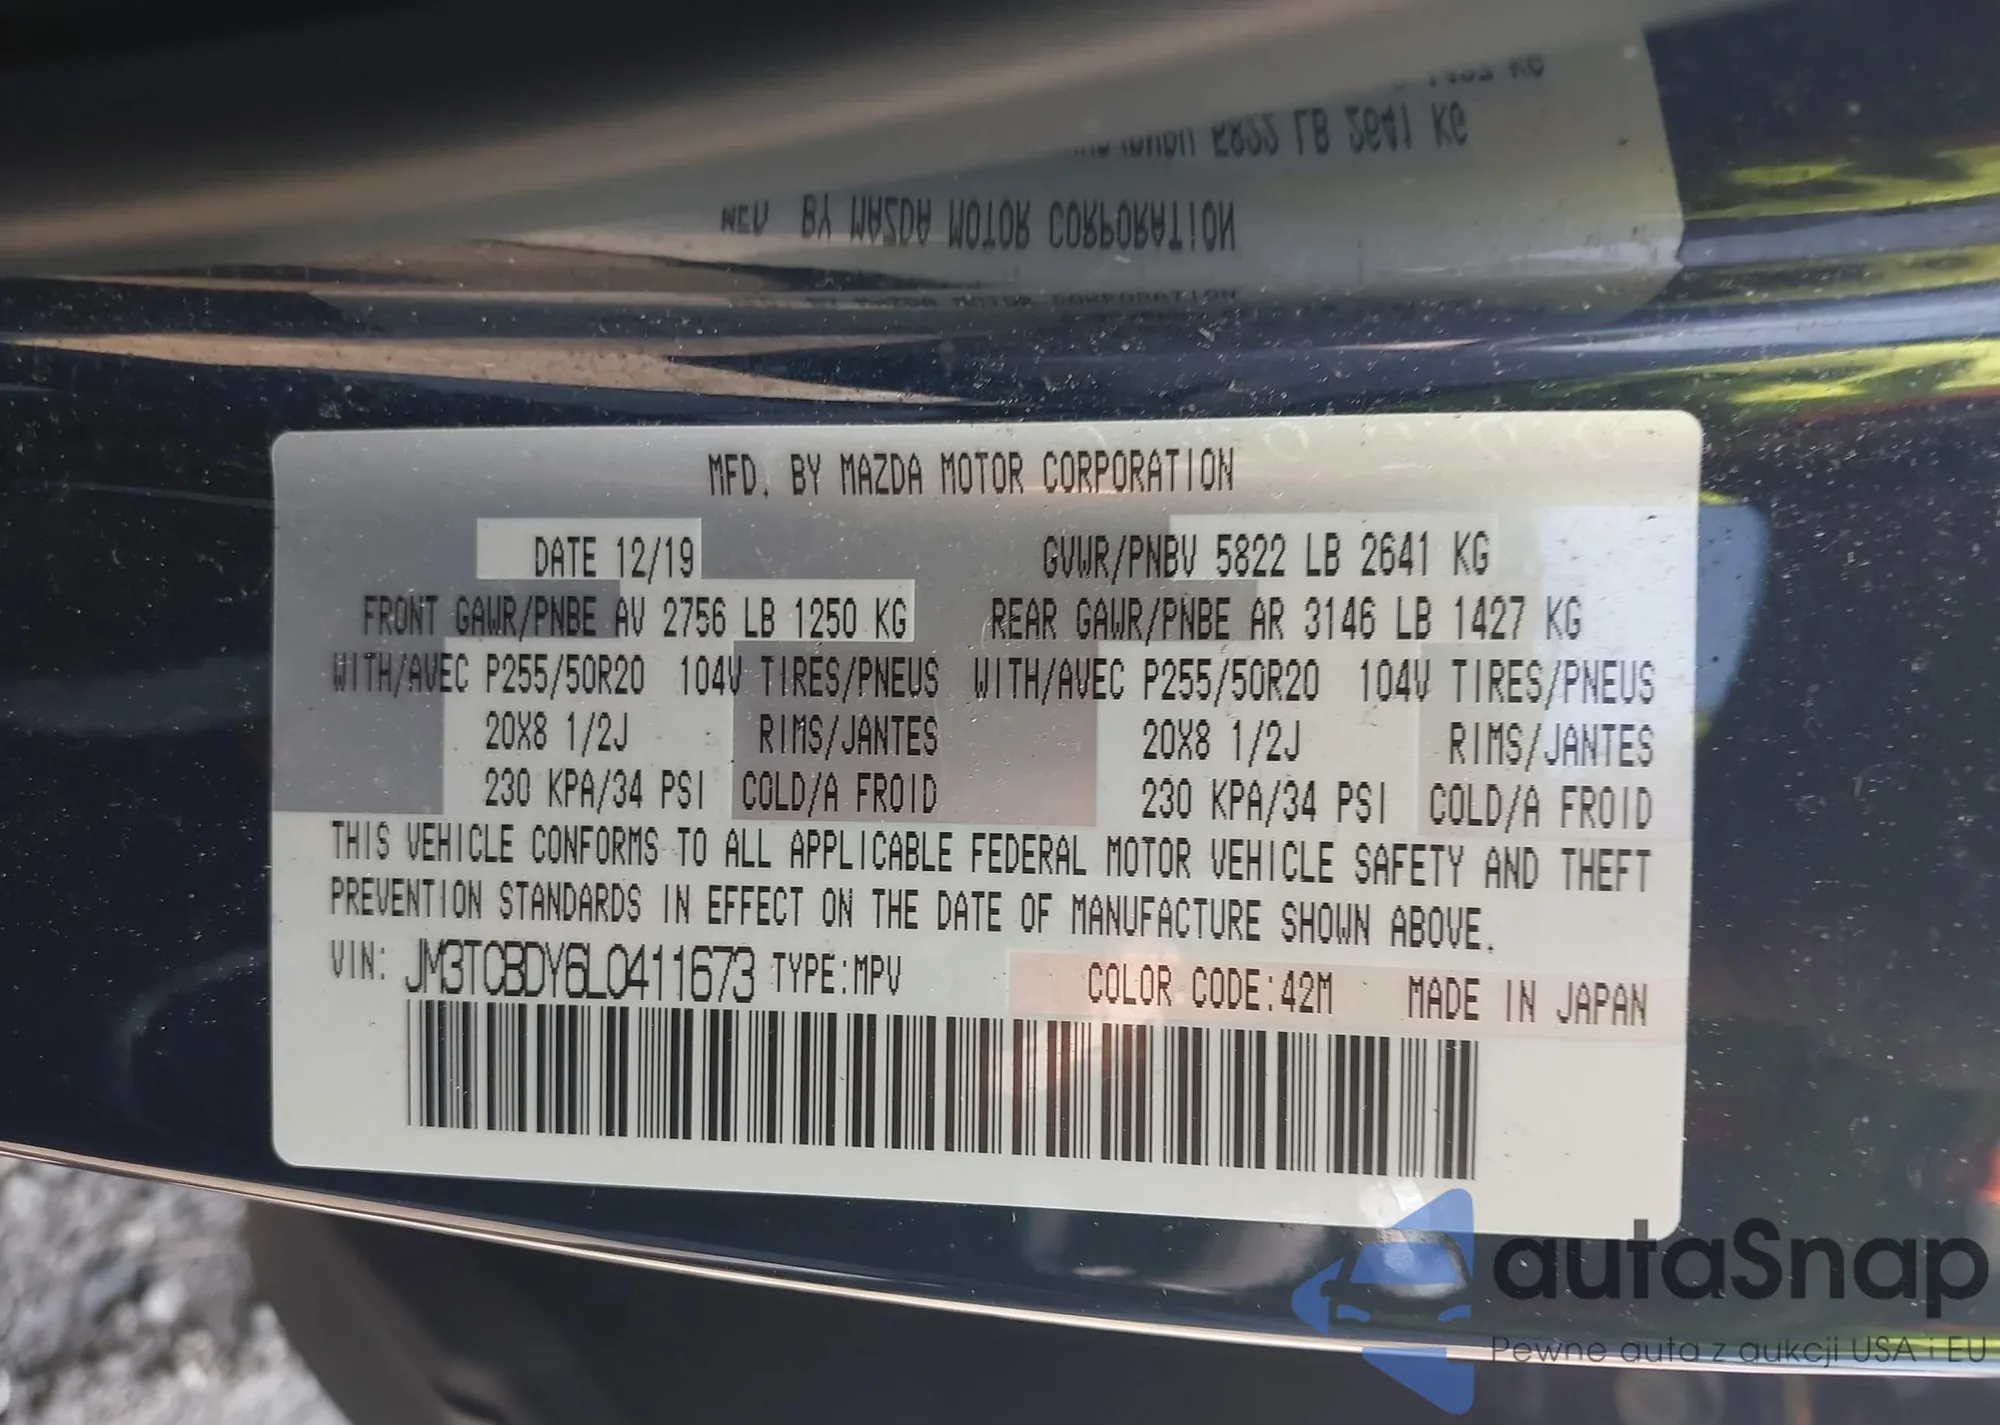 MFD. BY MAZDA MOTOR CORPORATION
DATE 12/19 GVWR/PNBV 5822 LB 2641 KG
FRONT GAWR/PNBE AV 2756 LB 1250 KG REAR GAWR/PNBE AR 3146 LB 1427 KG
WITH/AVEC P255/50R20 104V TIRES/PNEUS WITH/AVEC P255/50R20 104V TIRES/PNEUS
20X8 1/2J RIMS/JANTES 20X8 1/2J RIMS/JANTES
230 KPA/34 PSI COLD/A FROID 230 KPA/34 PSI COLD/A FROID
THIS VEHICLE CONFORMS TO ALL APPLICABLE FEDERAL MOTOR VEHICLE SAFETY AND THEFT
PREVENTION STANDARDS IN EFFECT ON THE DATE OF MANUFACTURE SHOWN ABOVE.
VIN: JM3TCBDY6L0411673 TYPE:MPV COLOR CODE:42M MADE IN JAPAN
autaSnap
Pewne auta z aukcji USA i EU